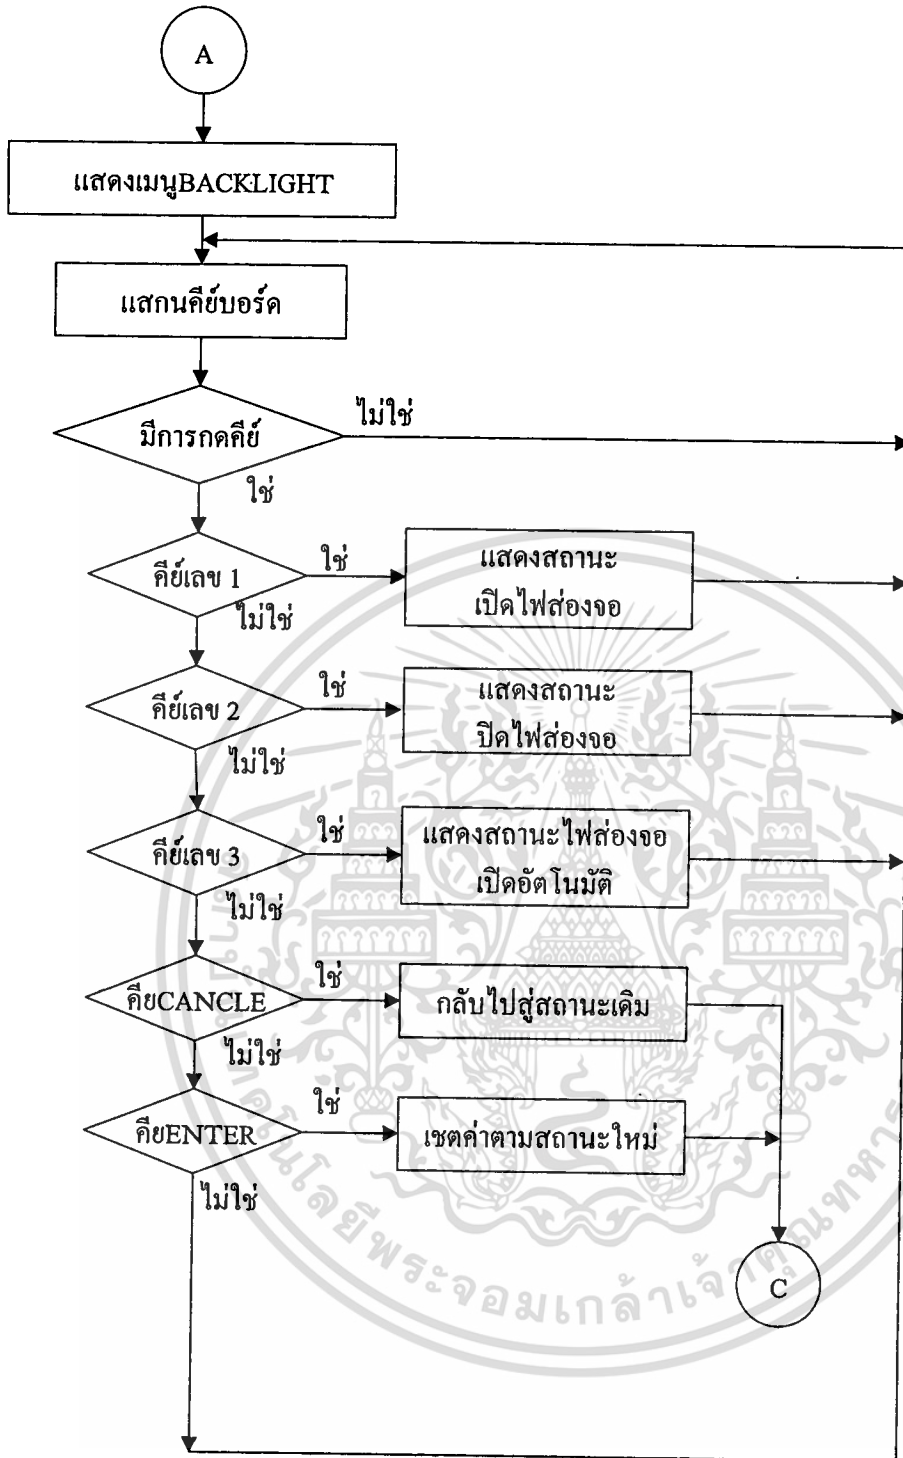 A
แสดงเมนูBACKLIGHT
แสกนคีย์บอร์ด
มีการกดคีย์
ไม่ใช่
ใช่
คีย์เลข 1
ใช่
แสดงสถานะ
เปิดไฟส่องจอ
ไม่ใช่
คีย์เลข 2
ใช่
แสดงสถานะ
ปิดไฟส่องจอ
ไม่ใช่
คีย์เลข 3
ใช่
แสดงสถานะไฟส่องจอ
เปิดอัตโนมัติ
ไม่ใช่
คียCANCLE
ใช่
กลับไปสู่สถานะเดิม
ไม่ใช่
คียENTER
ใช่
เซตค่าตามสถานะใหม่
ไม่ใช่
C